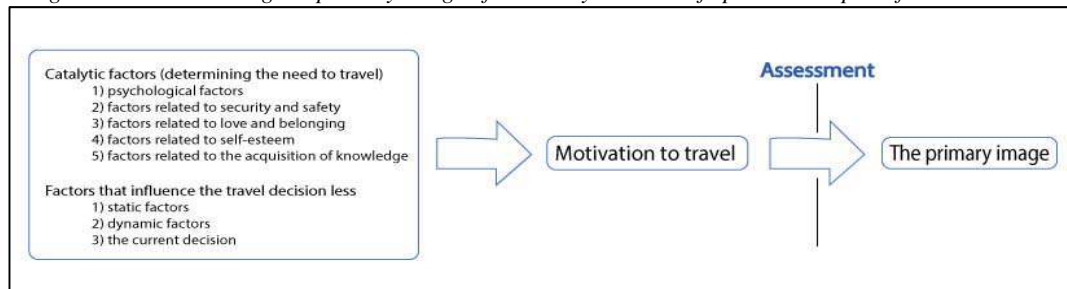 Catalytic factors (determining the need to travel)
1) psychological factors
2) factors related to security and safety
3) factors related to love and belonging
4) factors related to self-esteem
5) factors related to the acquisition of knowledge
Factors that influence the travel decision less
1) static factors
2) dynamic factors
3) the current decision
Motivation to travel
Assessment
The primary image